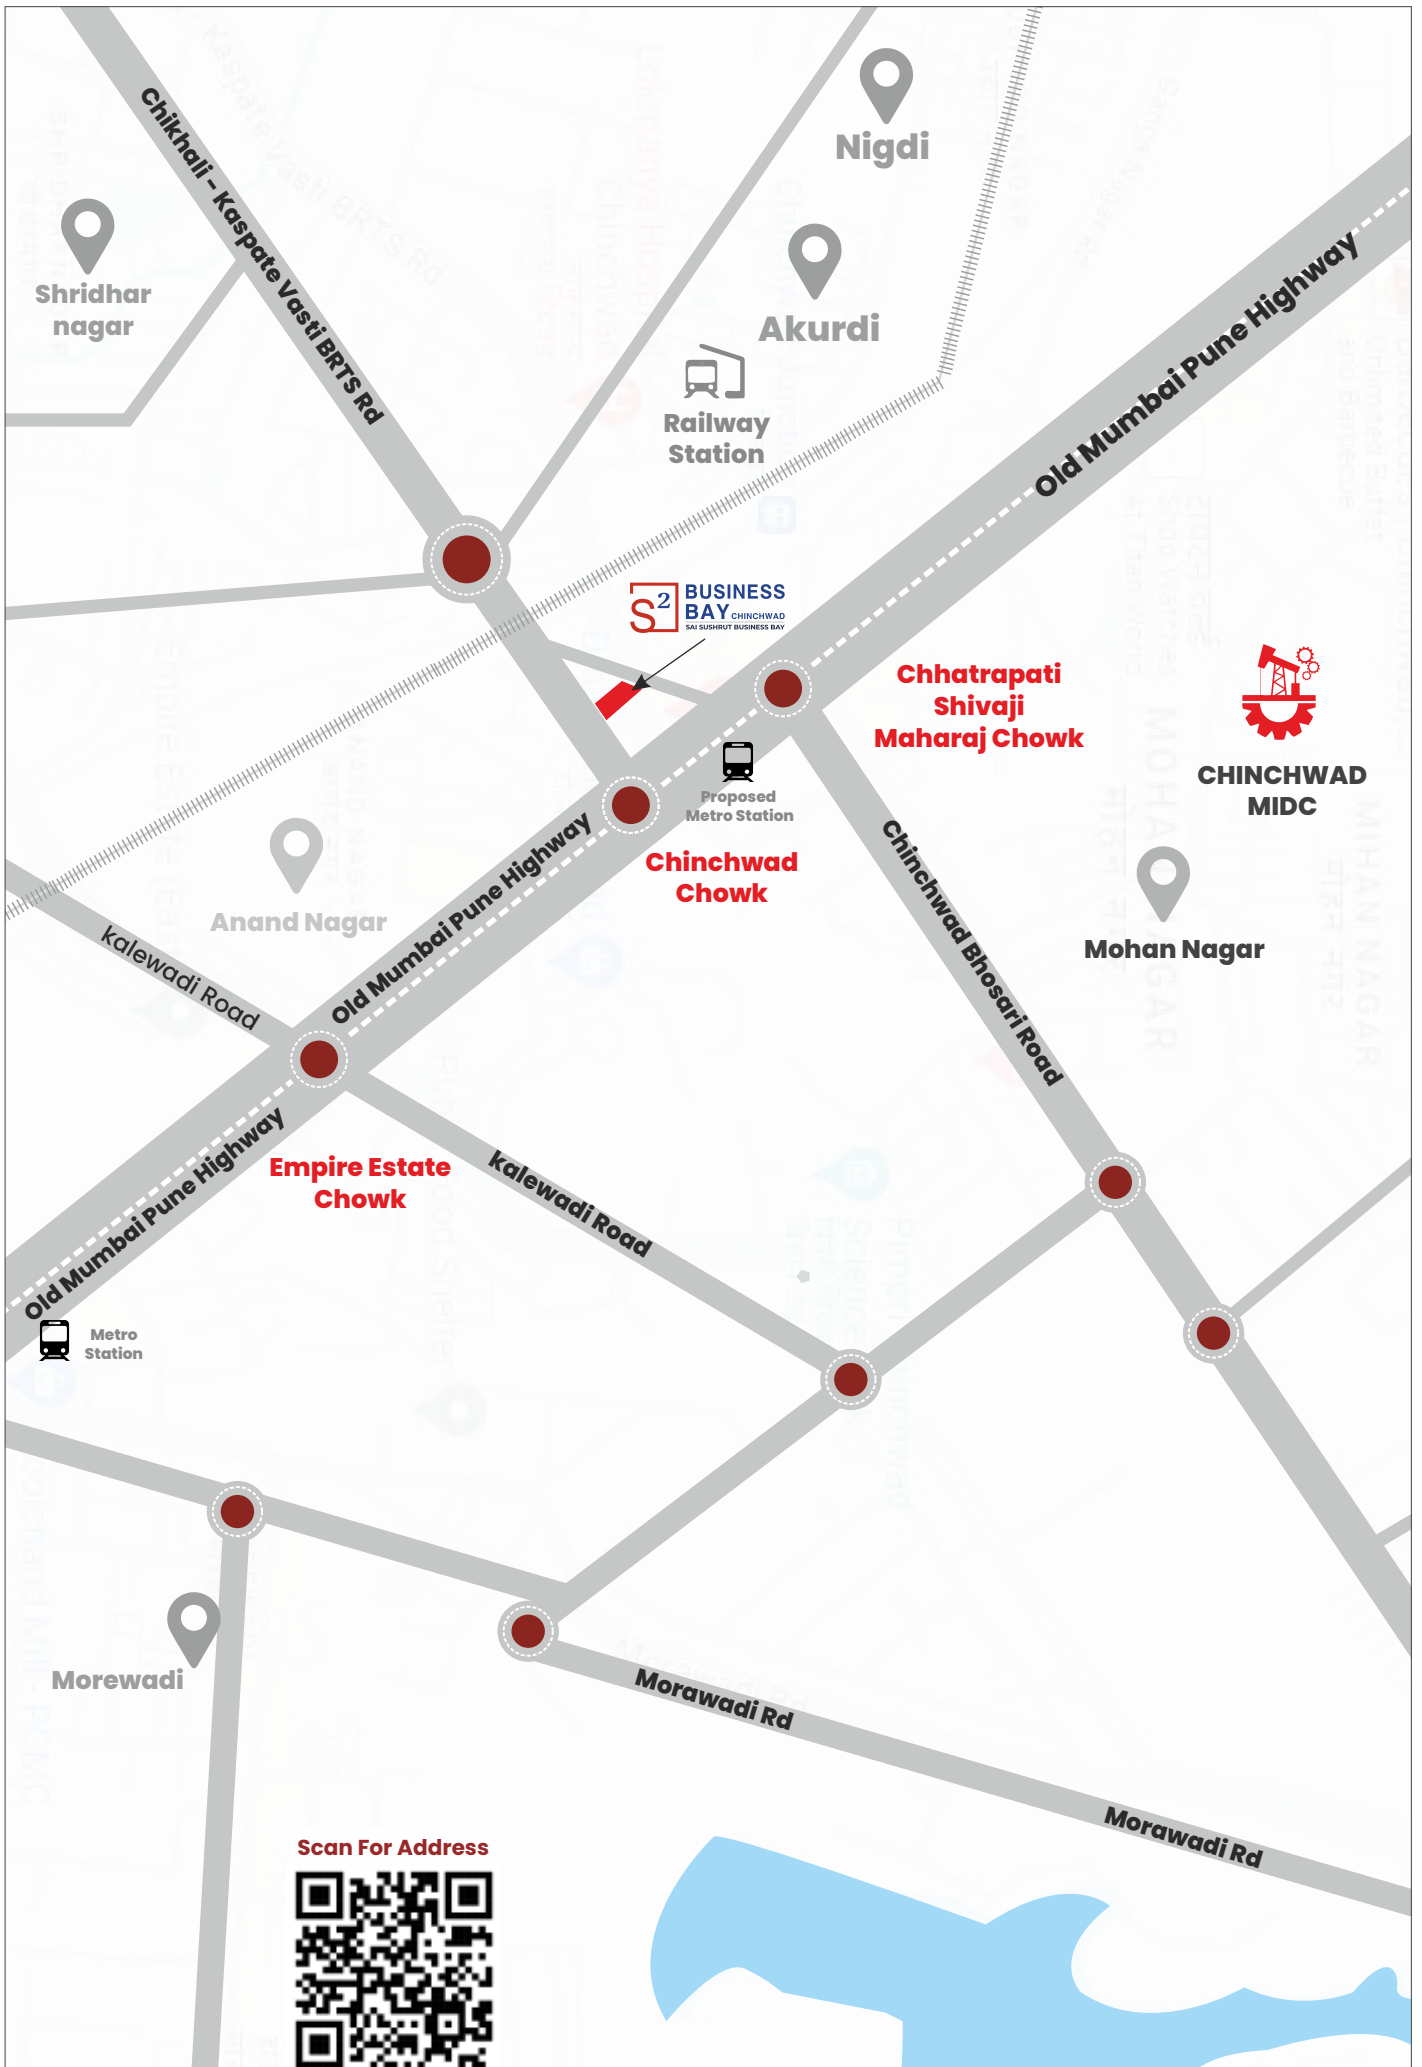 Nigdi
Chikhali - Kaspate Vasti BRTS Rd
Shridhar
nagar
Akurdi
Old Mumbai Pune Highway
Railway
Station
S2 BUSINESS
BAY CHINCHWAD
SAI SUSHRUT BUSINESS BAY
Chhatrapati
Shivaji
Maharaj Chowk
CHINCHWAD
MIDC
Proposed
Metro Station
Chinchwad
Chowk
Anand Nagar
Old Mumbai Pune Highway
Chinchwad Bhosari Road
Mohan Nagar
kalewadi Road
Empire Estate
Chowk
kalewadi Road
Old Mumbai Pune Highway
Metro
Station
Morewadi
Morawadi Rd
Morawadi Rd
Scan For Address